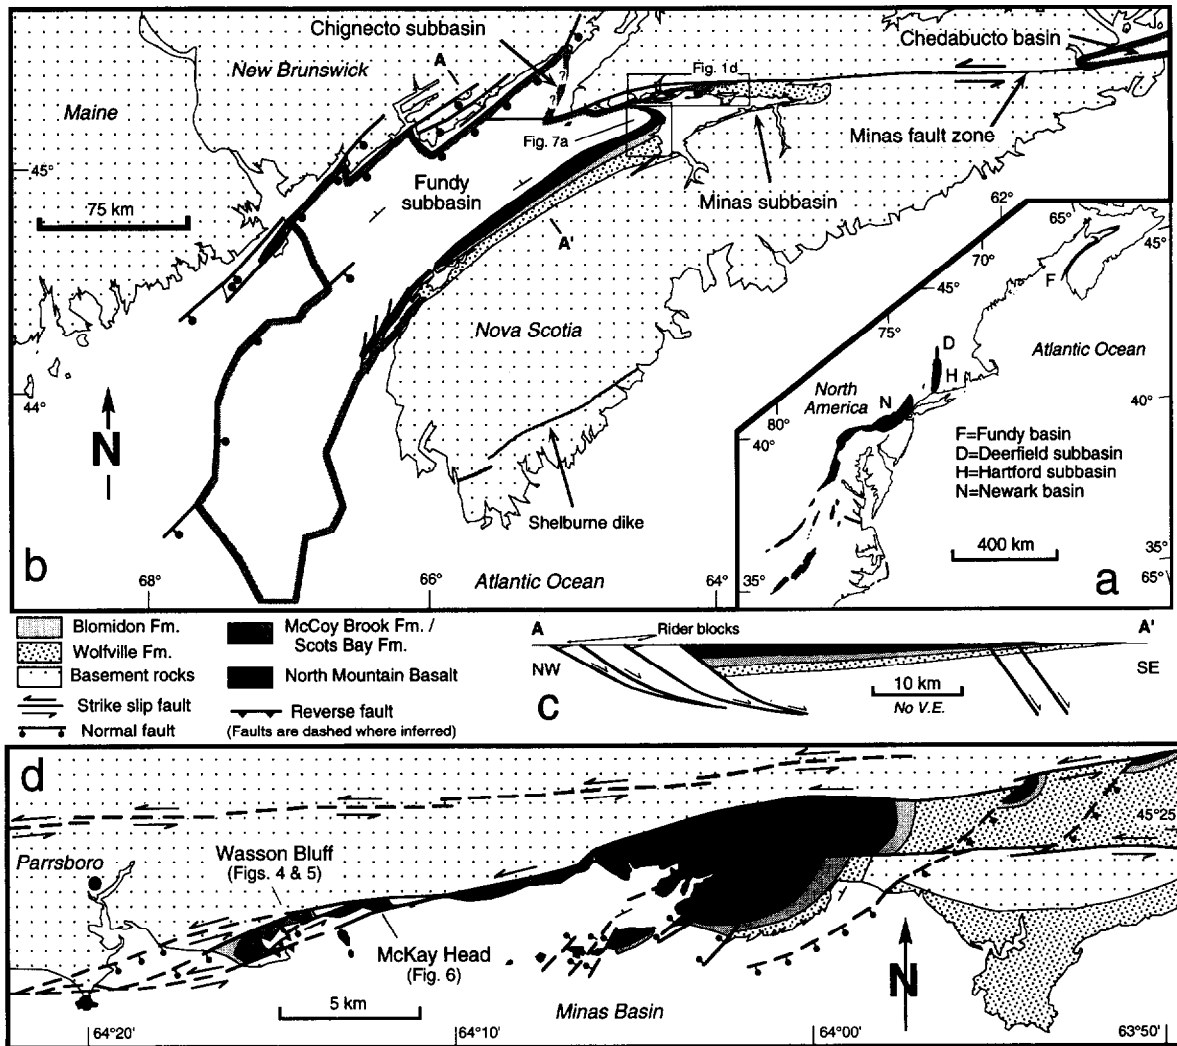 Chignecto subbasin
A
New Brunswick
Maine
Fig. 1d
Chedabucto basin
Minas fault zone
Fig. 7a
?
?
45°
75 km
Fundy subbasin
Minas subbasin
A'
Nova Scotia
44°
N
Shelburne dike
Atlantic Ocean
b
68°
66°
64°
62°
65°
70°
45°
45°
75°
F
D
H
Atlantic Ocean
North America
N
80°
40°
40°
F=Fundy basin
D=Deerfield subbasin
H=Hartford subbasin
N=Newark basin
400 km
35°
35°
65°
a
Blomidon Fm.
Wolfville Fm.
Basement rocks
Strike slip fault
Normal fault
McCoy Brook Fm. /
Scots Bay Fm.
North Mountain Basalt
Reverse fault
(Faults are dashed where inferred)
A
Rider blocks
A'
NW
SE
10 km
No V.E.
c
d
Parrsboro
Wasson Bluff
(Figs. 4 & 5)
McKay Head
(Fig. 6)
45°25'
5 km
Minas Basin
N
64°20'
64°10'
64°00'
63°50'